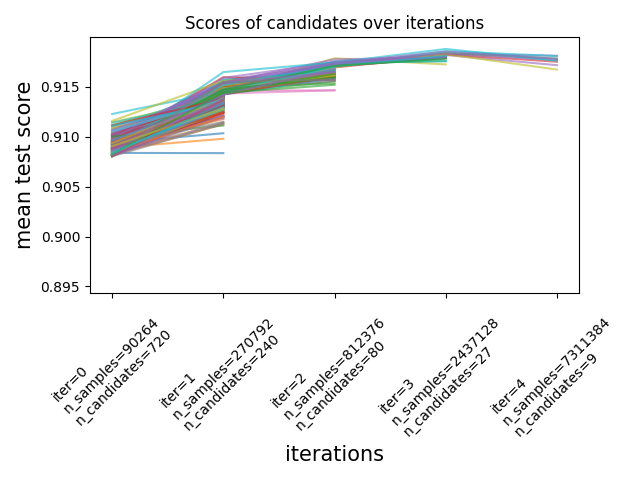 Scores of candidates over iterations
mean test score
0.915
0.910
0.905
0.900
0.895
iter=0
n_samples=90264
n_candidates=720
iter=1
n_samples=270792
n_candidates=240
iter=2
n_samples=812376
n_candidates=80
iter=3
n_samples=2437128
n_candidates=27
iter=4
n_samples=7311384
n_candidates=9
iterations